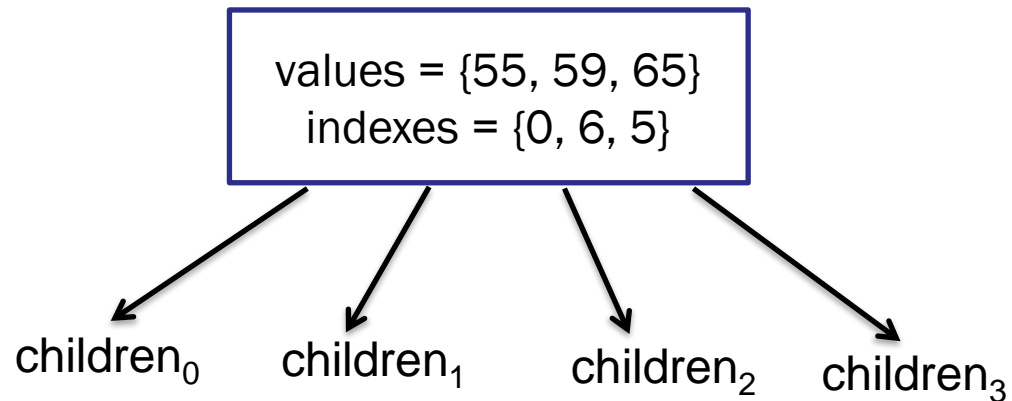 values = {55, 59, 65}
indexes = {0, 6, 5}
children₀ children₁ children₂ children₃